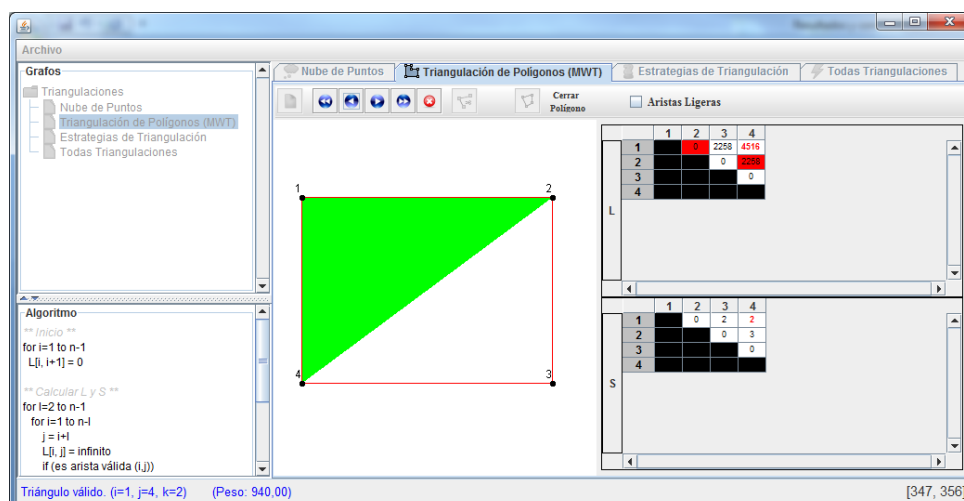 Archivo
Grafos
Triangulaciones
Nube de Puntos
Triangulación de Polígonos (MWT)
Estrategias de Triangulación
Todas Triangulaciones
Algoritmo
** Inicio **
for i=1 to n-1
L[i, i+1] = 0
** Calcular L y S **
for l=2 to n-1
for i=1 to n-l
j = i+l
L[i, j] = infinito
if (es arista válida (i,j))
Nube de Puntos Triangulación de Polígonos (MWT) Estrategias de Triangulación Todas Triangulaciones
Cerrar
Polígono
Aristas Ligeras
1 2
4 3
L
1 2 3 4
1 0 2258 4516
2 0 2258
3 0
4
S
1 2 3 4
1 0 2 2
2 0 3
3 0
4
Triángulo válido. (i=1, j=4, k=2) (Peso: 940,00) [347, 356]